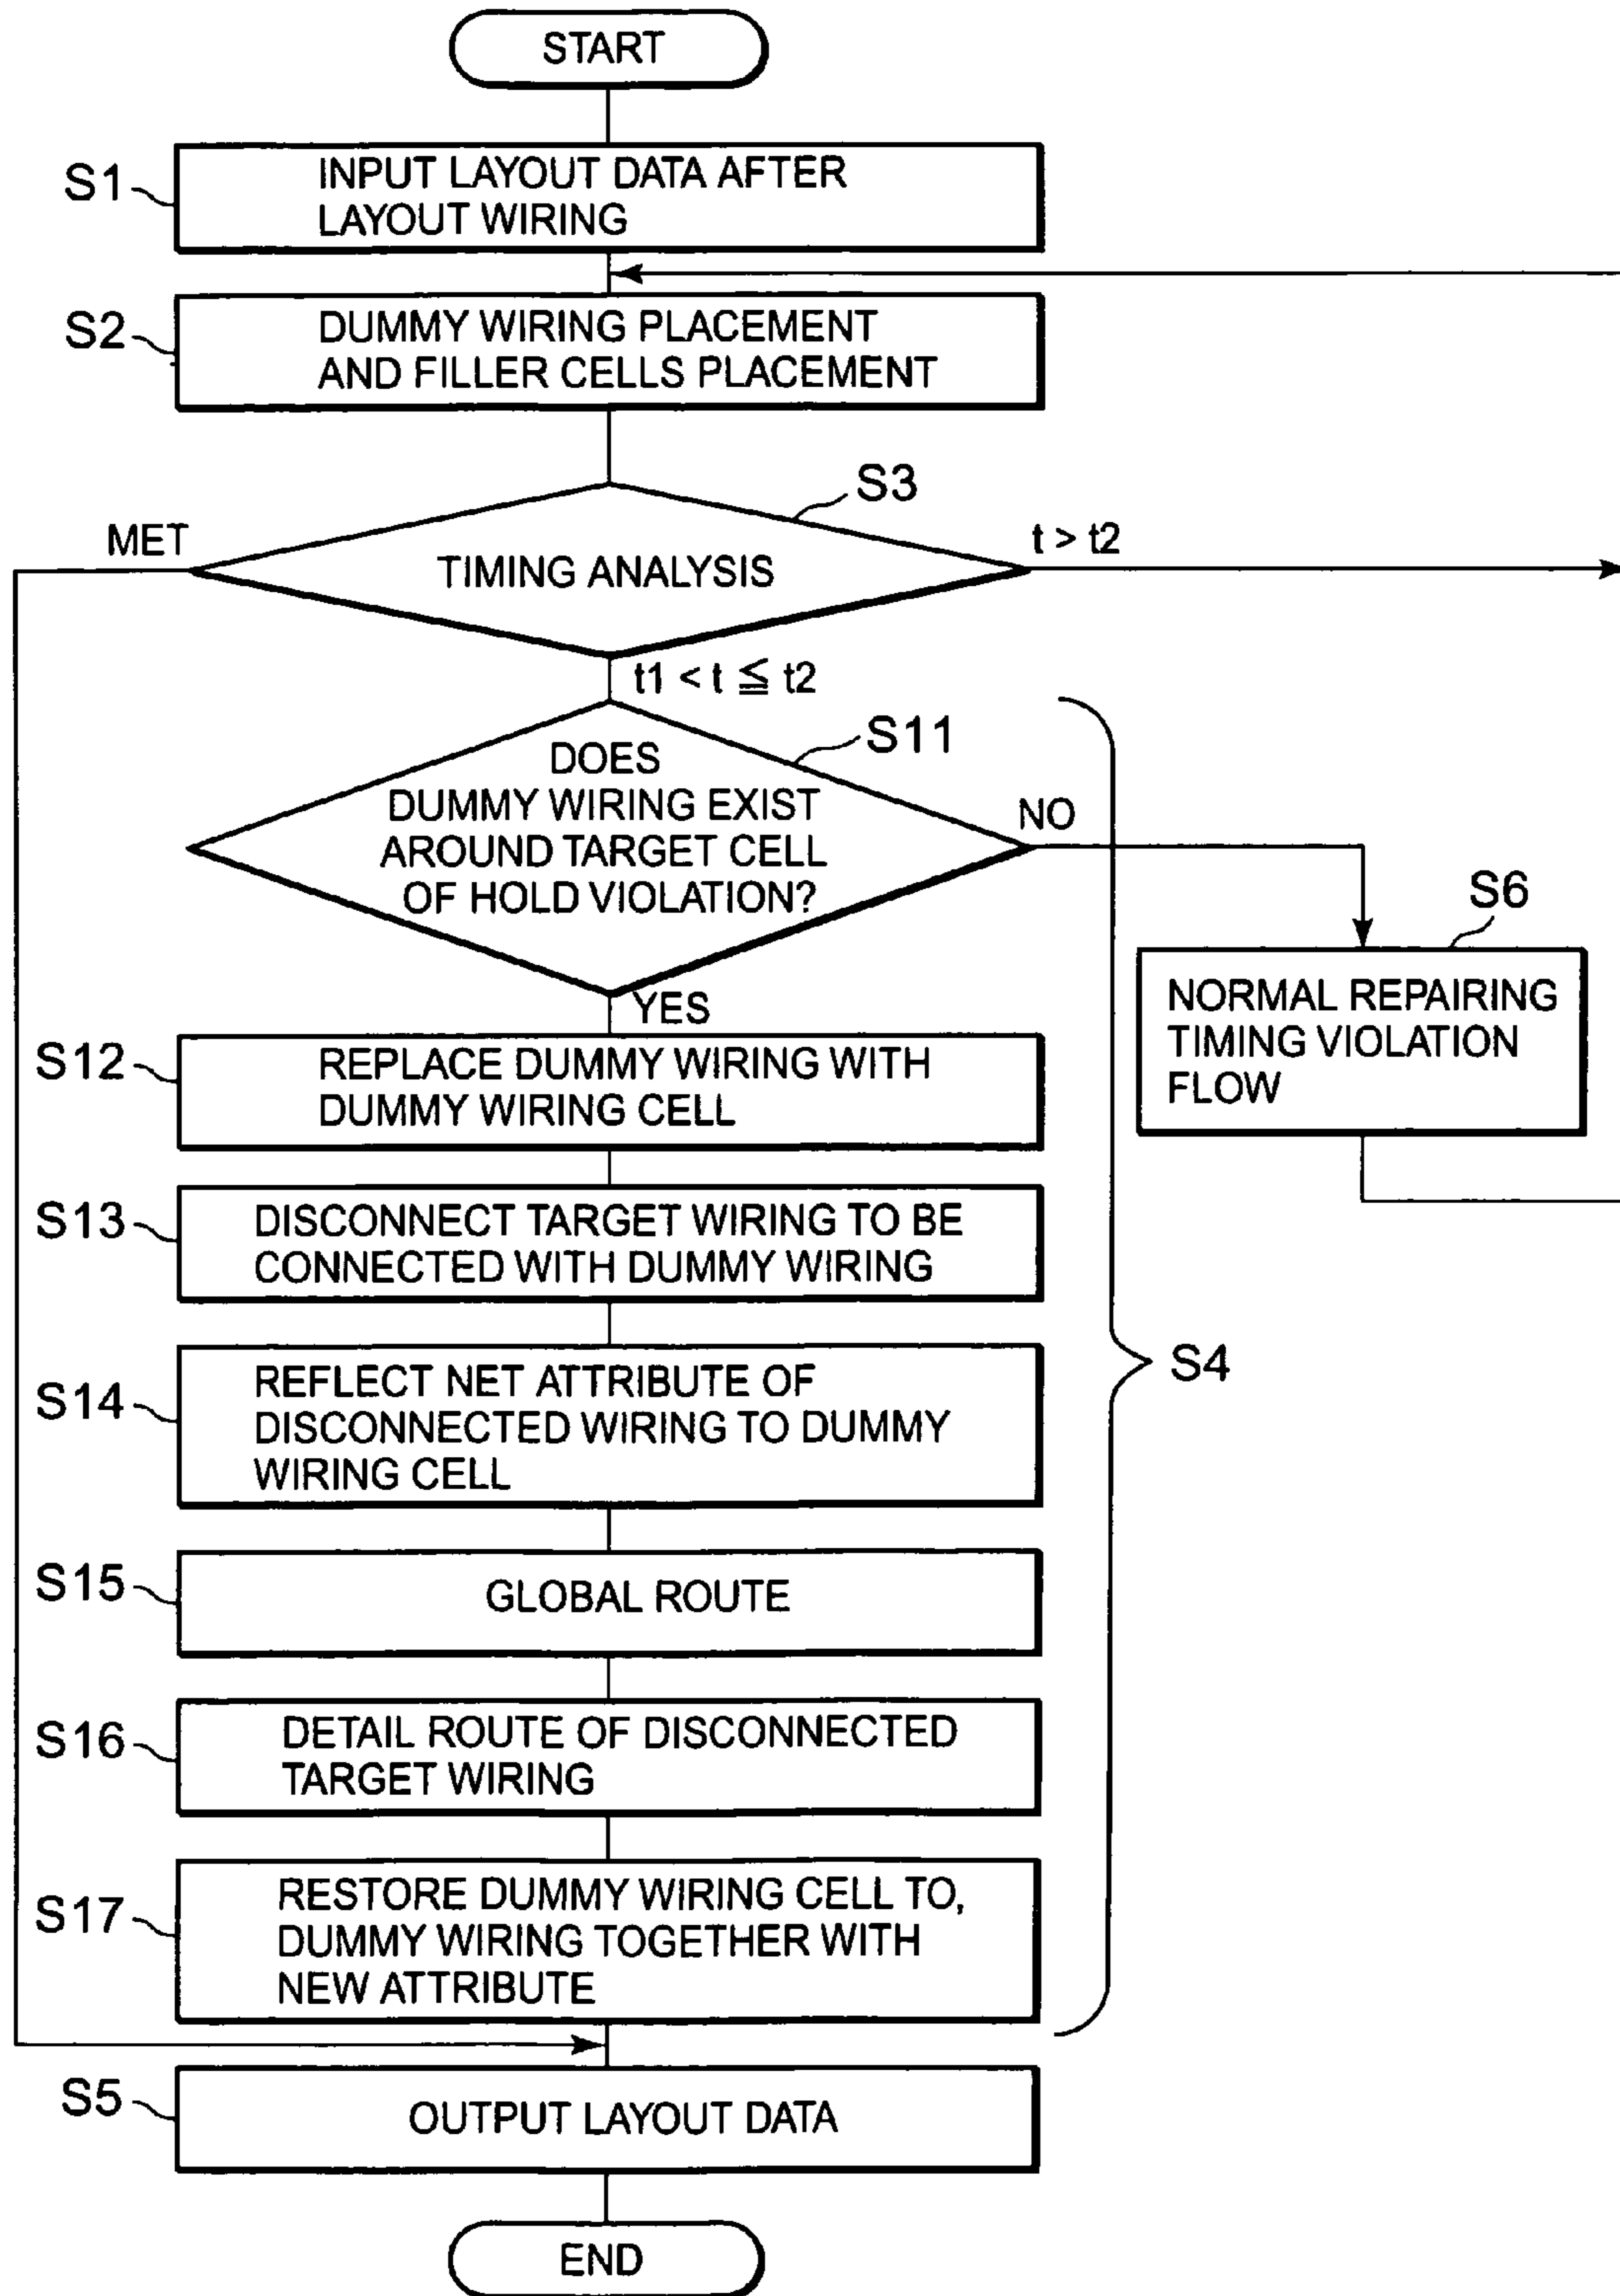 START
S1
INPUT LAYOUT DATA AFTER
LAYOUT WIRING
S2
DUMMY WIRING PLACEMENT
AND FILLER CELLS PLACEMENT
S3
MET
TIMING ANALYSIS
t > t2
t1 < t ≦ t2
S11
DOES
DUMMY WIRING EXIST
AROUND TARGET CELL
OF HOLD VIOLATION?
NO
YES
S6
NORMAL REPAIRING
TIMING VIOLATION
FLOW
S12
REPLACE DUMMY WIRING WITH
DUMMY WIRING CELL
S13
DISCONNECT TARGET WIRING TO BE
CONNECTED WITH DUMMY WIRING
S4
S14
REFLECT NET ATTRIBUTE OF
DISCONNECTED WIRING TO DUMMY
WIRING CELL
S15
GLOBAL ROUTE
S16
DETAIL ROUTE OF DISCONNECTED
TARGET WIRING
S17
RESTORE DUMMY WIRING CELL TO,
DUMMY WIRING TOGETHER WITH
NEW ATTRIBUTE
S5
OUTPUT LAYOUT DATA
END